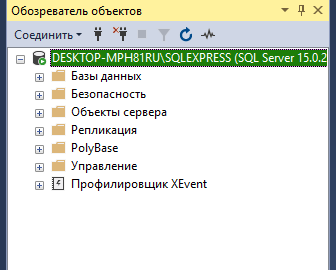 Обозреватель объектов
Соединить
DESKTOP-MPH81RU\SQLEXPRESS (SQL Server 15.0.2
Базы данных
Безопасность
Объекты сервера
Репликация
PolyBase
Управление
Профилировщик XEvent